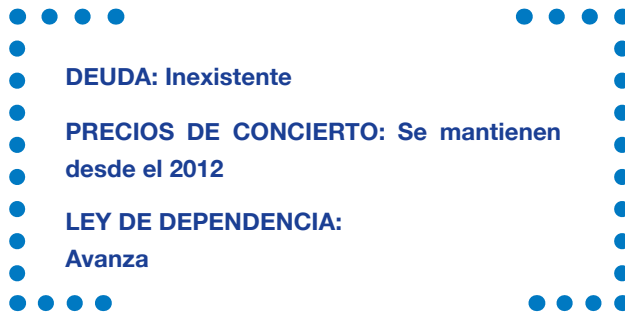 DEUDA: Inexistente
PRECIOS DE CONCIERTO: Se mantienen
desde el 2012
LEY DE DEPENDENCIA:
Avanza